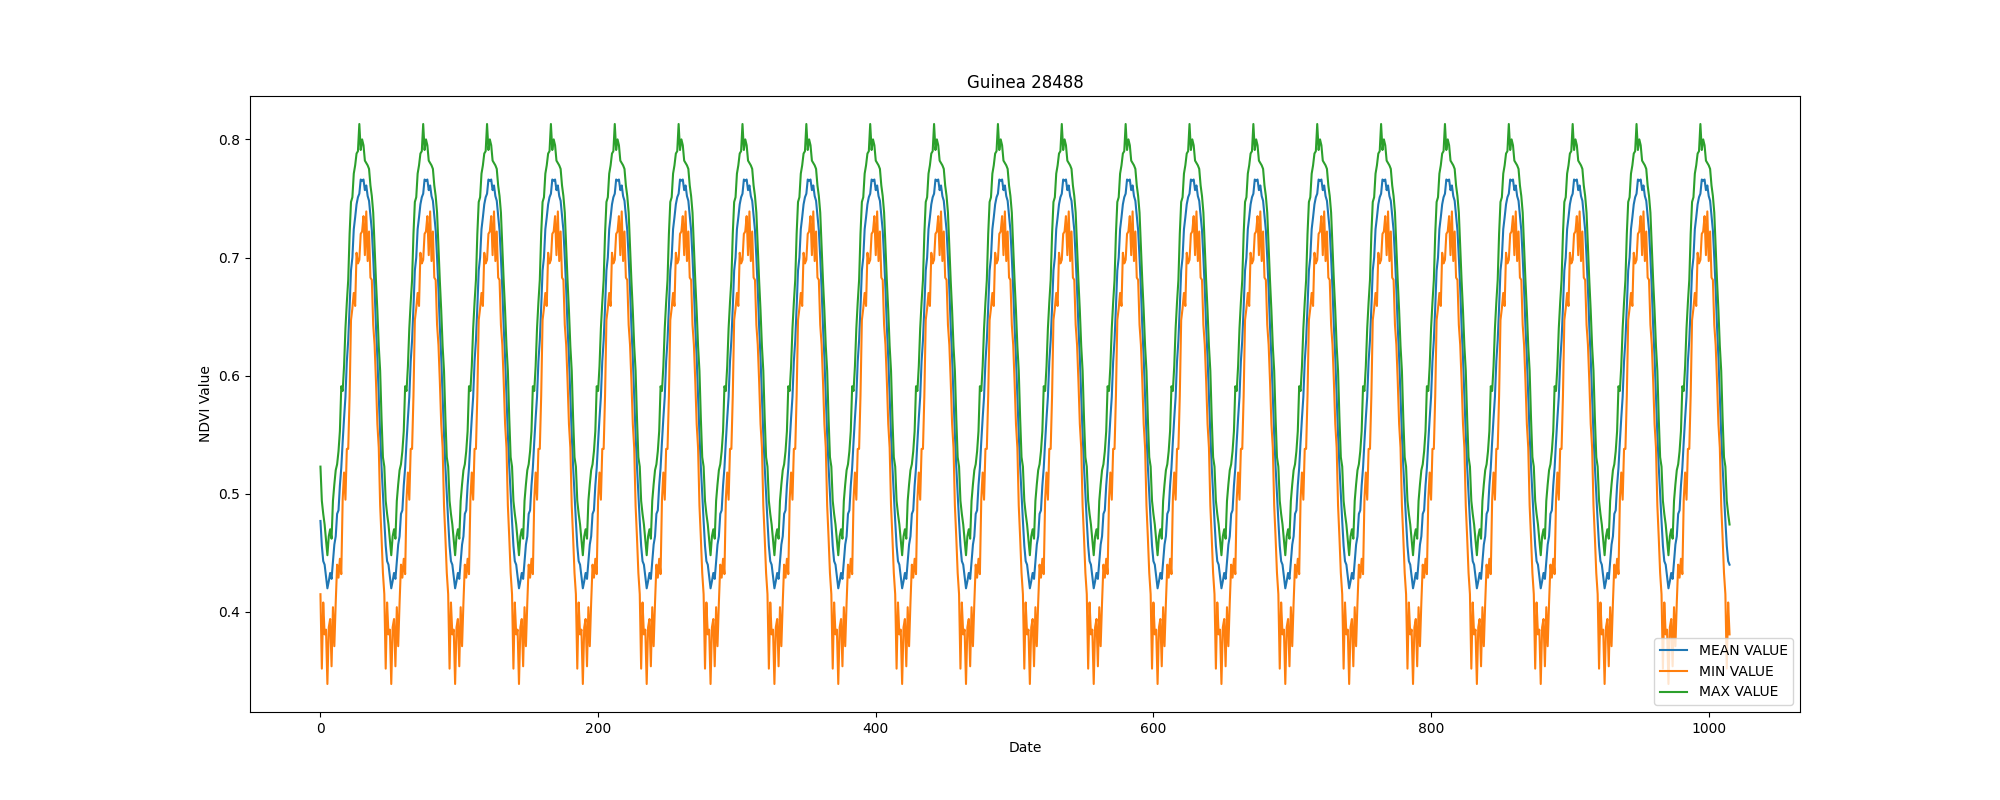 Guinea 28488
NDVI Value
0.8
0.7
0.6
0.5
0.4
0
200
400
600
800
1000
Date
MEAN VALUE
MIN VALUE
MAX VALUE